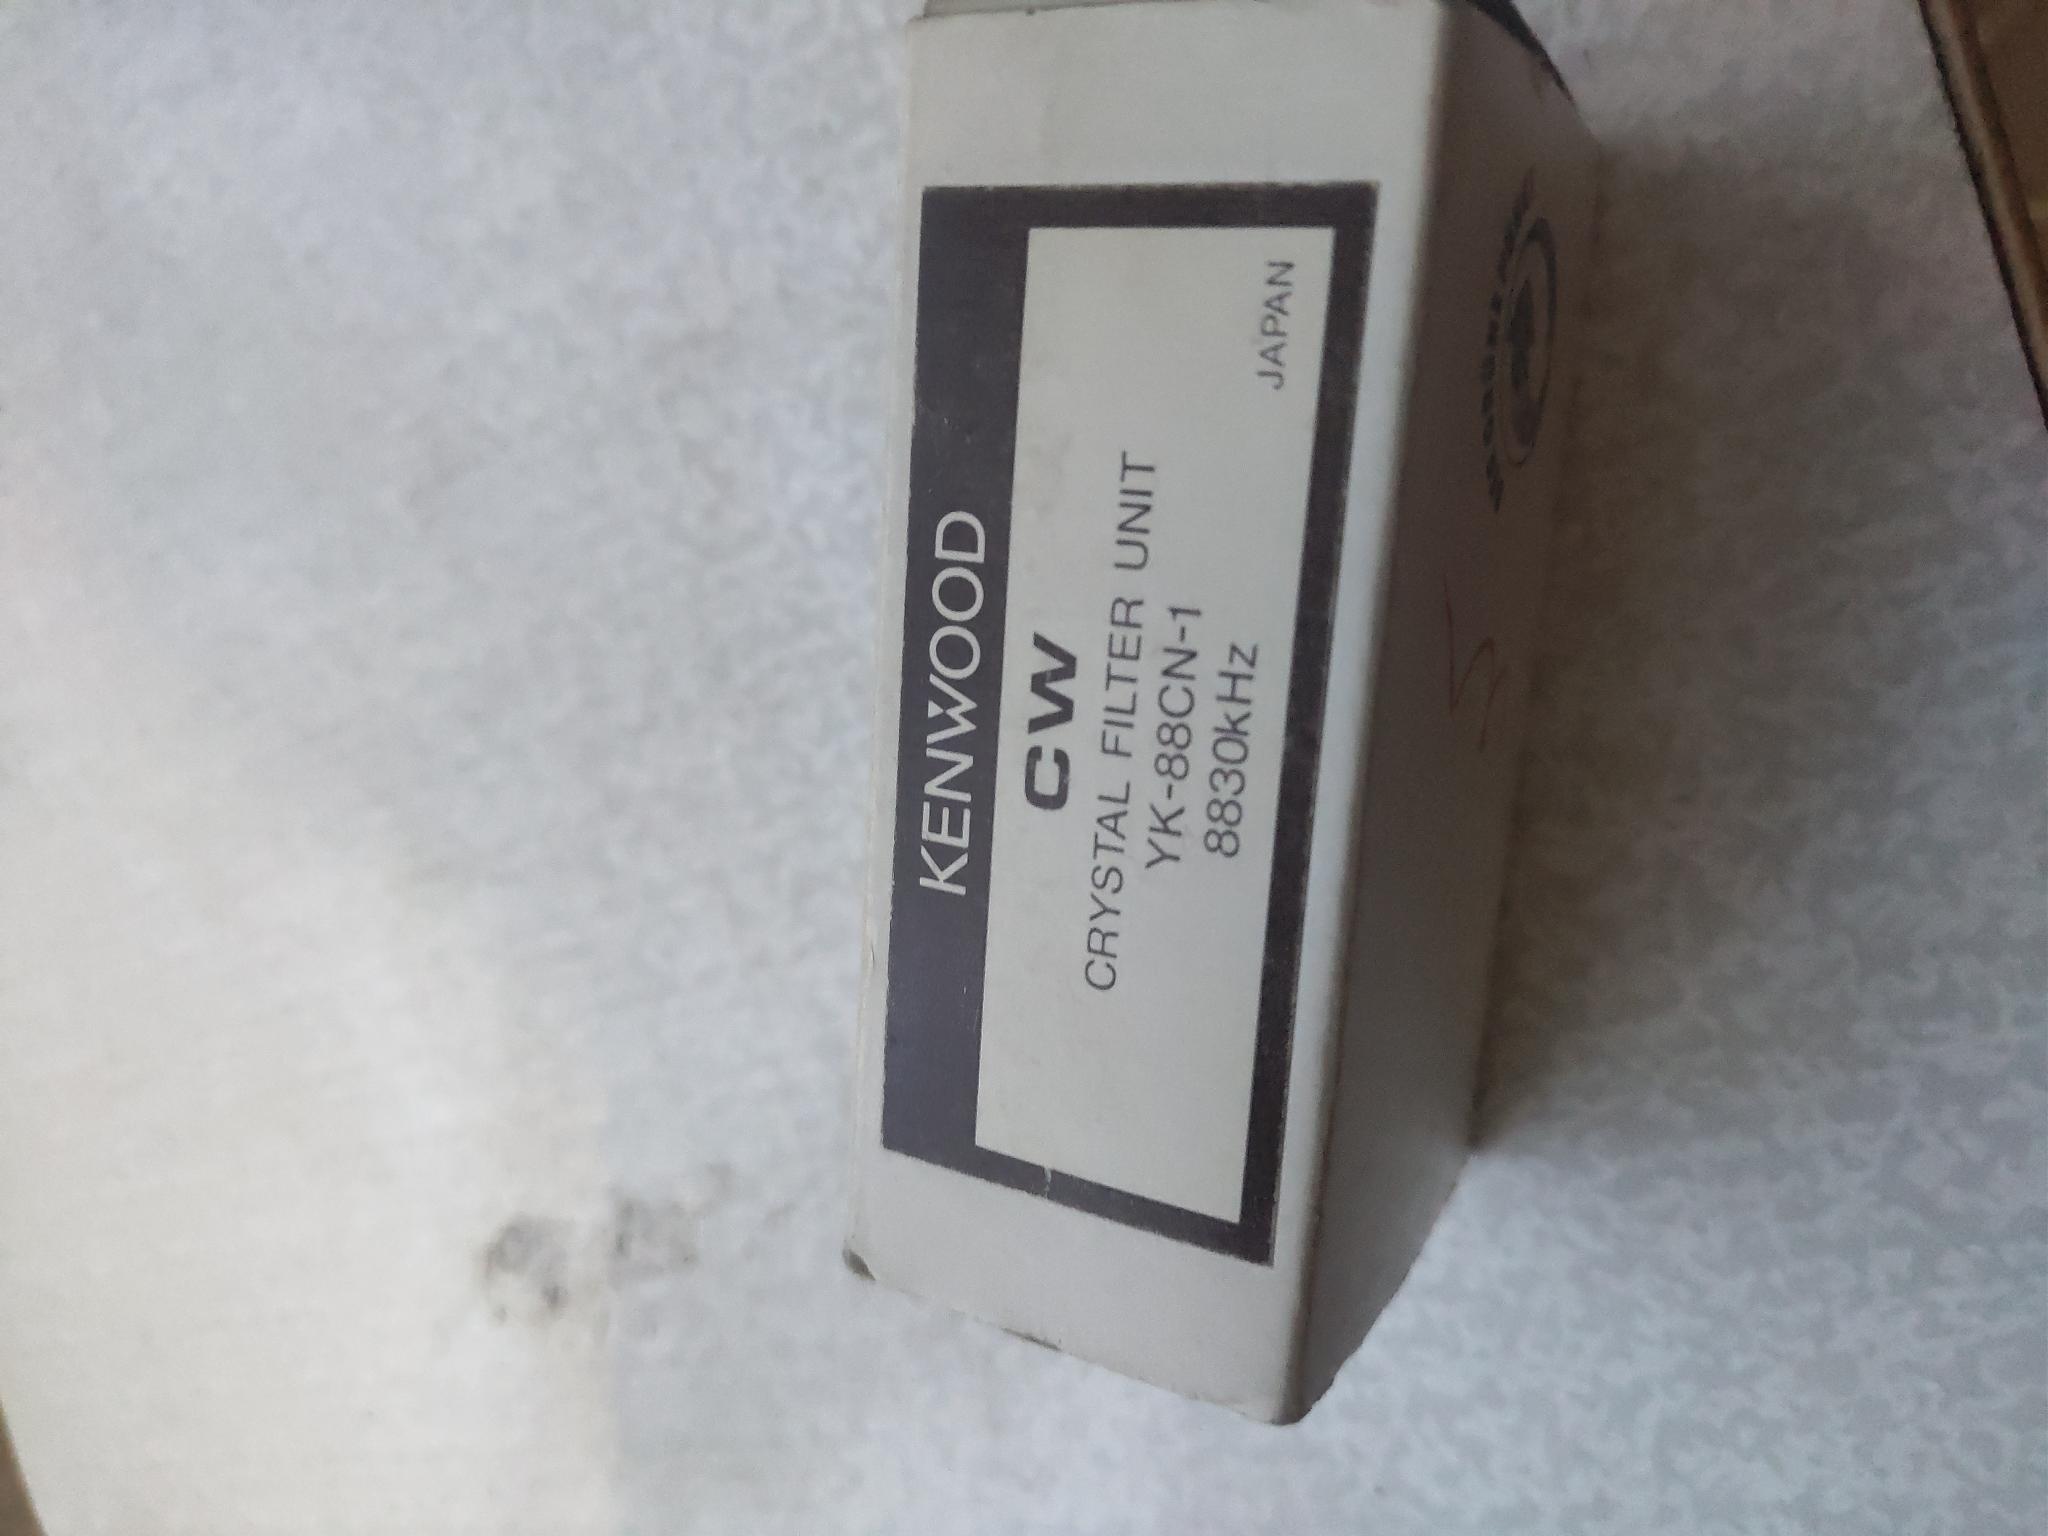 KENWOOD
CW
CRYSTAL FILTER UNIT
YK-88CN-1
8830kHz
JAPAN